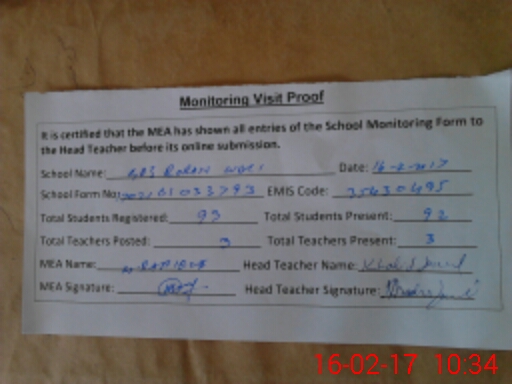 Monitoring Visit Proof
It is certified that the MEA has shown all entries of the School Monitoring Form to
the Head Teacher before its online submission.
School Name: Date: 16-2-2017
School Form No: EMIS Code: 35430495
Total Students Registered: 93 Total Students Present: 92
Total Teachers Posted: 3 Total Teachers Present: 3
MEA Name: Head Teacher Name: Khalid
MEA Signature: Head Teacher Signature:
16-02-17 10:34